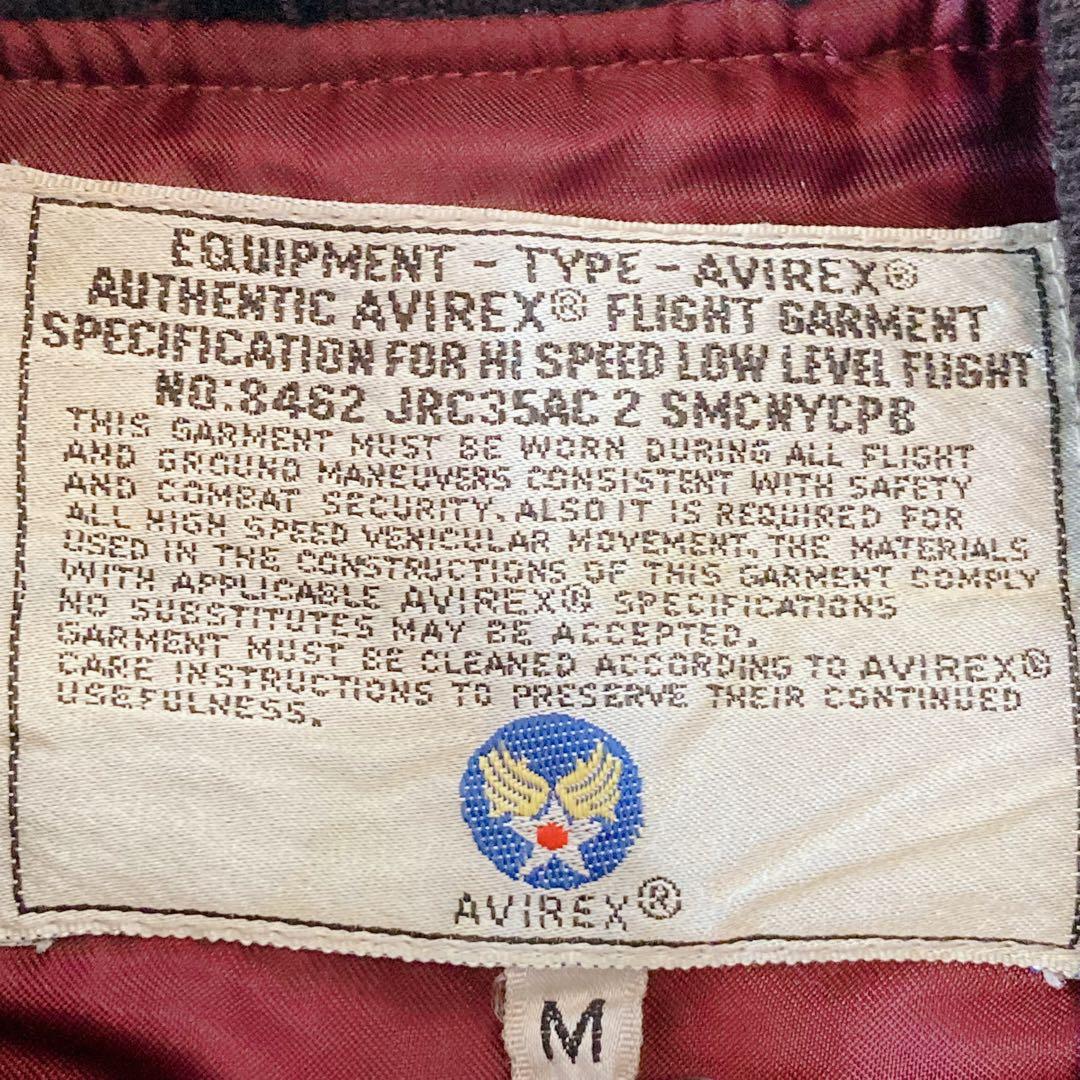 EQUIPMENT - TYPE - AVIREX®
AUTHENTIC AVIREX® FLIGHT GARMENT
SPECIFICATION FOR HI SPEED LOW LEVEL FLIGHT
NO:8462 JRC35AC 2 SMCNYCPB
THIS GARMENT MUST BE WORN DURING ALL FLIGHT
AND GROUND MANEUVERS CONSISTENT WITH SAFETY
AND COMBAT SECURITY. ALSO IT IS REQUIRED FOR
ALL HIGH SPEED VENICULAR MOVEMENT. THE MATERIALS
USED IN THE CONSTRUCTIONS OF THIS GARMENT COMPLY
WITH APPLICABLE AVIREX® SPECIFICATIONS
NO SUBSTITUTES MAY BE ACCEPTED.
GARMENT MUST BE CLEANED ACCORDING TO AVIREX®
CARE INSTRUCTIONS TO PRESERVE THEIR CONTINUED
USEFULNESS.
AVIREX®
M